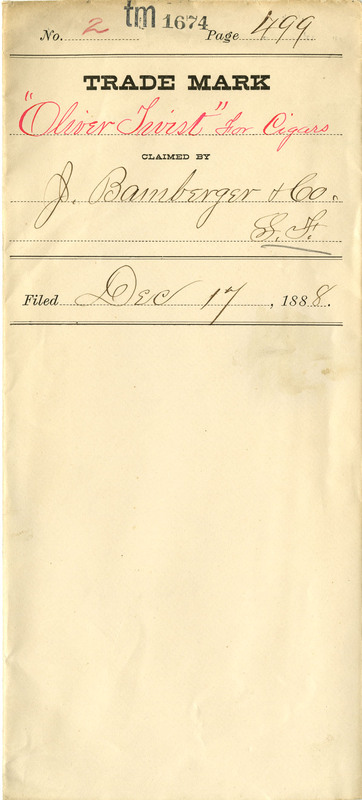 tm 1674
No. 2 Page 499
TRADE MARK
"Oliver Twist" For Cigars
CLAIMED BY
J. Bamberger & Co.
S. F.
Filed Dec 17, 1888.